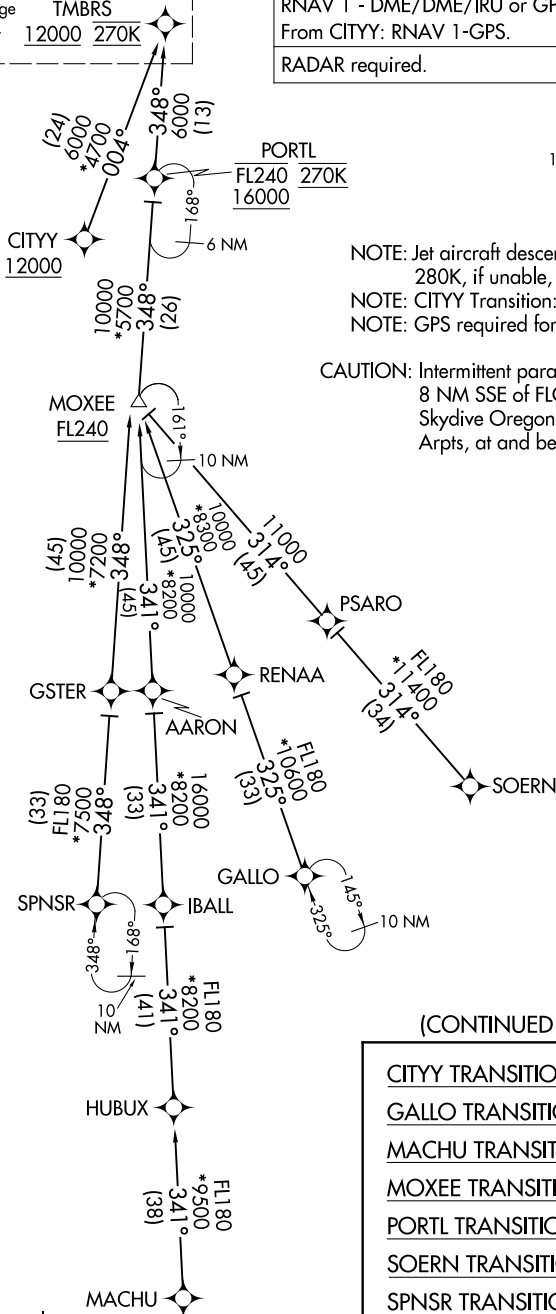 TMBRS
12000 270K
RNAV 1 - DME/DME/IRU or GP
From CITYY: RNAV 1-GPS.
RADAR required.
348°
6000
(13)
004°
*4700
6000
(24)
PORTL
FL240 270K
16000
168°
6 NM
CITYY
12000
NOTE: Jet aircraft descen
280K, if unable,
NOTE: CITYY Transition:
NOTE: GPS required for
10000
*5700
348°
(26)
CAUTION: Intermittent para
8 NM SSE of FLO
Skydive Oregon
Arpts, at and be
MOXEE
FL240
161°
10 NM
348°
*7200
10000
(45)
10000
*8200
341°
(45)
10000
*8300
325°
(45)
11000
314°
(45)
PSARO
GSTER
AARON
RENAA
FL180
*11400
314°
(34)
SOERN
348°
*7500
FL180
(33)
16000
*8200
341°
(33)
FL180
*10600
325°
(33)
GALLO
145°
325°
10 NM
SPNSR
IBALL
348°
168°
10
NM
FL180
*8200
341°
(41)
HUBUX
FL180
*9500
341°
(38)
MACHU
(CONTINUED
CITYY TRANSITIO
GALLO TRANSITIO
MACHU TRANSIT
MOXEE TRANSITI
PORTL TRANSITIO
SOERN TRANSITIO
SPNSR TRANSITIO